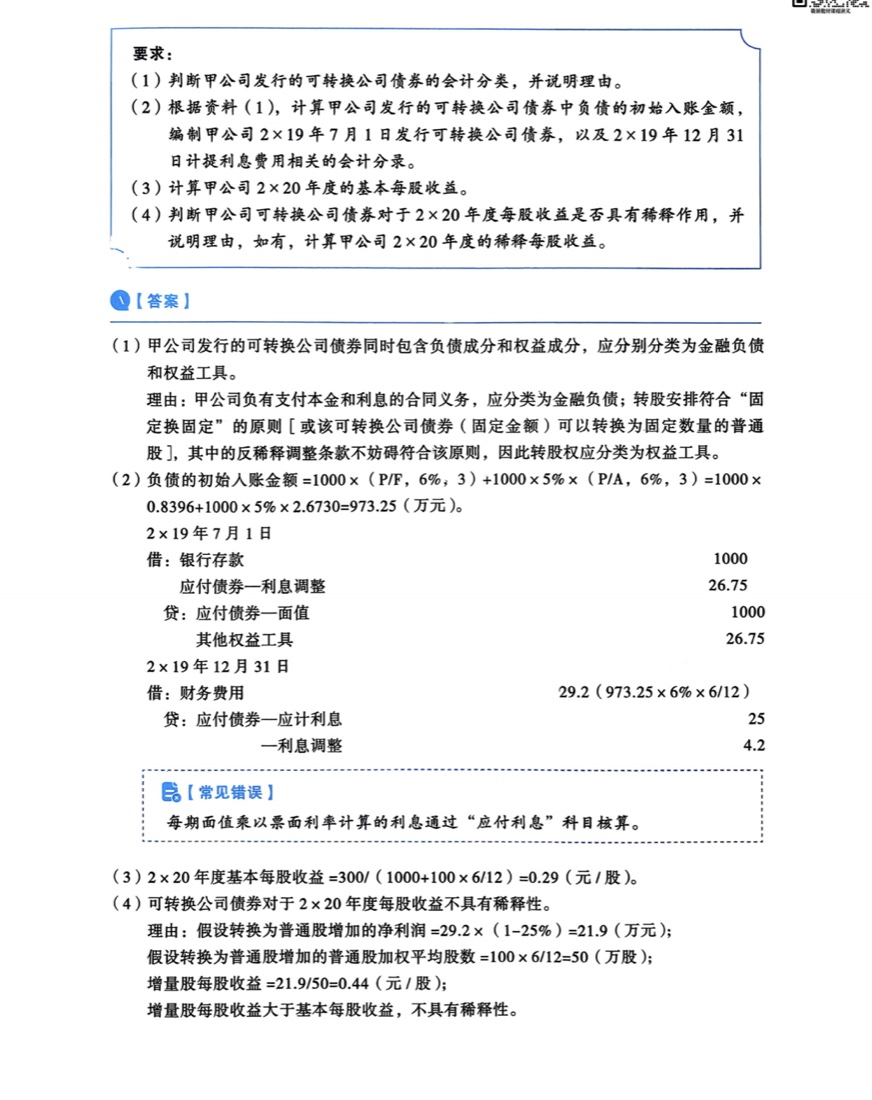 要求：
（1）判断甲公司发行的可转换公司债券的会计分类，并说明理由。
（2）根据资料（1），计算甲公司发行的可转换公司债券中负债的初始入账金额，
编制甲公司 2×19 年 7 月 1 日发行可转换公司债券，以及 2×19 年 12 月 31
日计提利息费用相关的会计分录。
（3）计算甲公司 2×20 年度的基本每股收益。
（4）判断甲公司可转换公司债券对于 2×20 年度每股收益是否具有稀释作用，并
说明理由，如有，计算甲公司 2×20 年度的稀释每股收益。
【答案】
（1）甲公司发行的可转换公司债券同时包含负债成分和权益成分，应分别分类为金融负债
和权益工具。
理由：甲公司负有支付本金和利息的合同义务，应分类为金融负债；转股安排符合“固
定换固定”的原则［或该可转换公司债券（固定金额）可以转换为固定数量的普通
股］，其中的反稀释调整条款不妨碍符合该原则，因此转股权应分类为权益工具。
（2）负债的初始入账金额 =1000×（P/F，6%，3）+1000×5%×（P/A，6%，3）=1000×
0.8396+1000×5%×2.6730=973.25（万元）。
2×19 年 7 月 1 日
借：银行存款 1000
应付债券—利息调整 26.75
贷：应付债券—面值 1000
其他权益工具 26.75
2×19 年 12 月 31 日
借：财务费用 29.2（973.25×6%×6/12）
贷：应付债券—应计利息 25
—利息调整 4.2
【常见错误】
每期面值乘以票面利率计算的利息通过“应付利息”科目核算。
（3）2×20 年度基本每股收益 =300/（1000+100×6/12）=0.29（元/股）。
（4）可转换公司债券对于 2×20 年度每股收益不具有稀释性。
理由：假设转换为普通股增加的净利润 =29.2×（1-25%）=21.9（万元）；
假设转换为普通股增加的普通股加权平均股数 =100×6/12=50（万股）；
增量股每股收益 =21.9/50=0.44（元/股）；
增量股每股收益大于基本每股收益，不具有稀释性。